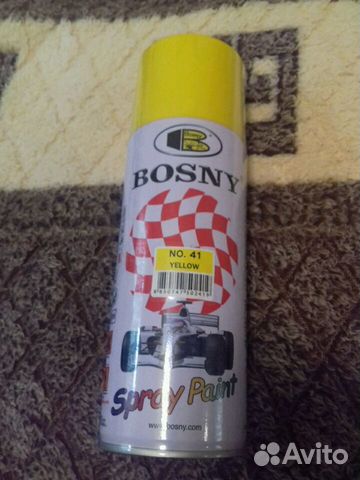 B
BOSNY
NO. 41
YELLOW
Spray Paint
www.bosny.com
Avito